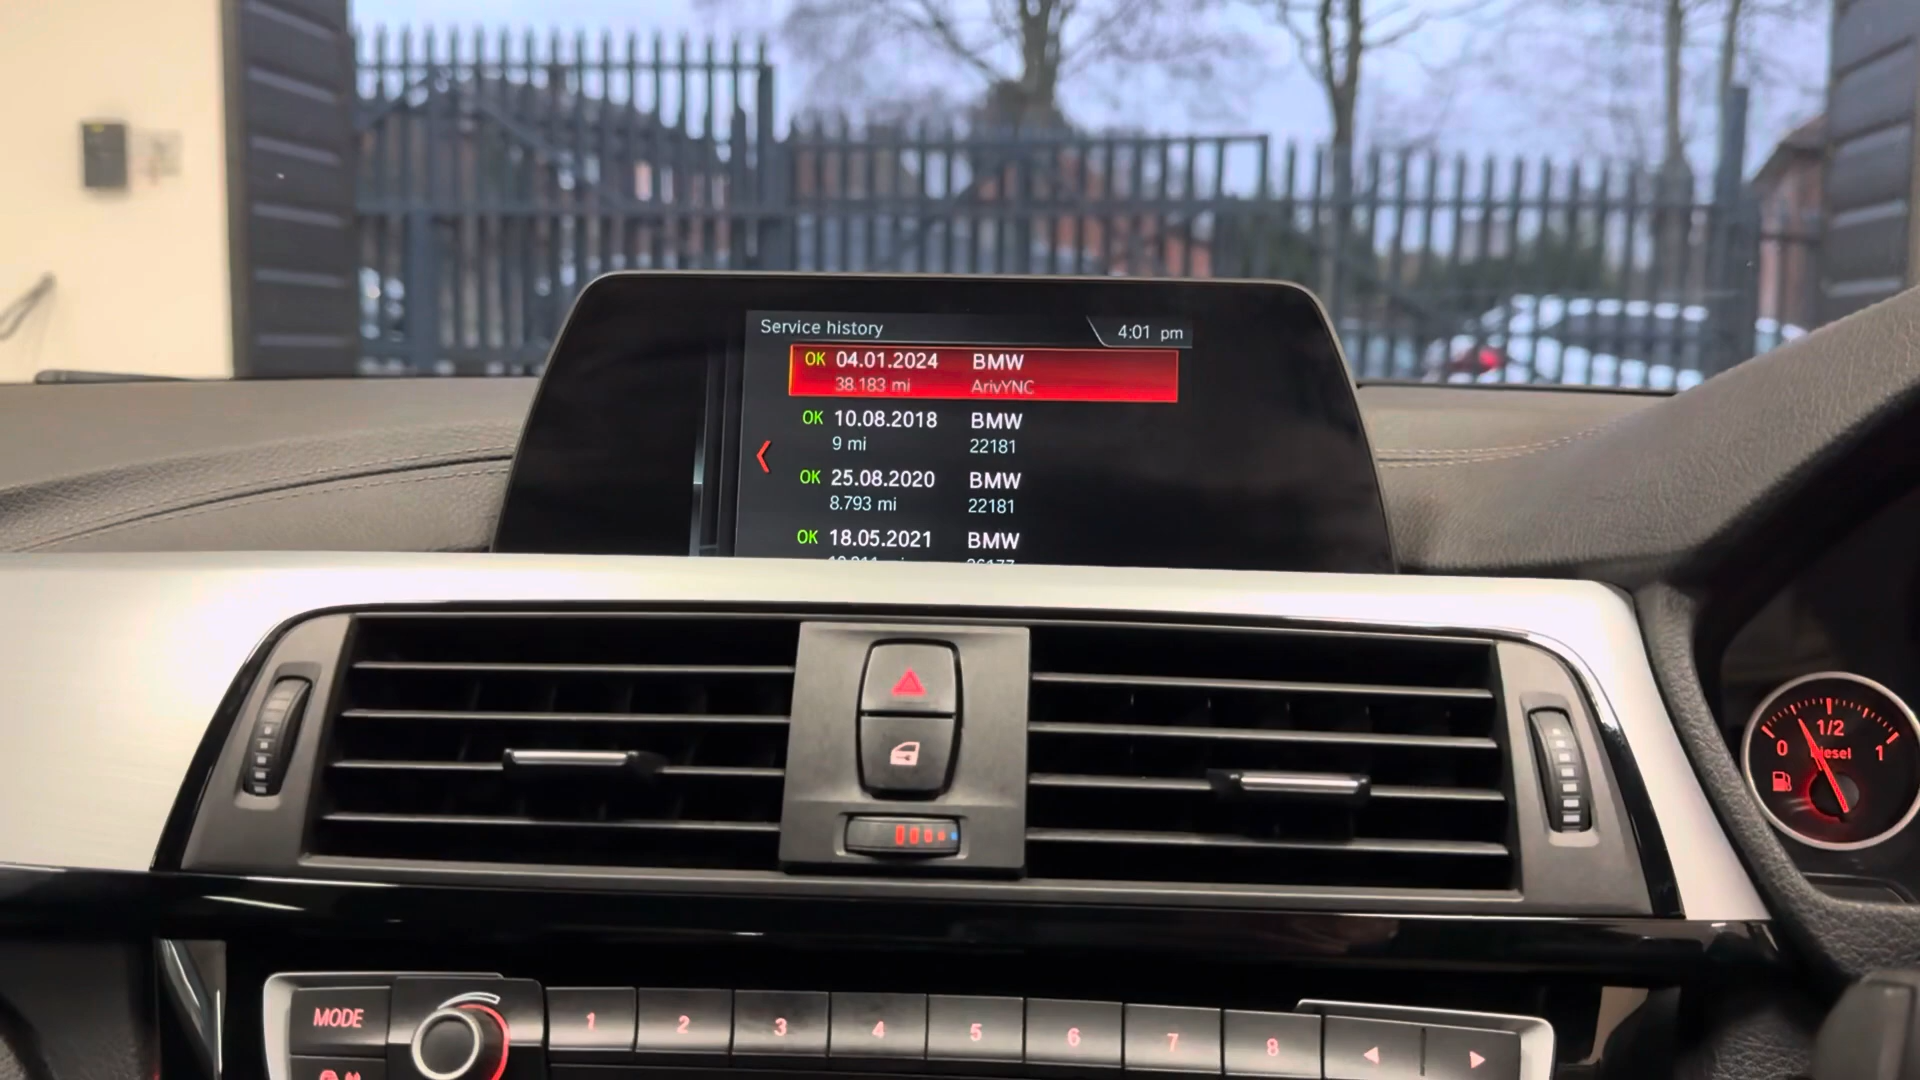 Service history
4:01 pm
OK 04.01.2024 BMW
38.183 mi ArivYNC
OK 10.08.2018 BMW
9 mi 22181
OK 25.08.2020 BMW
8.793 mi 22181
OK 18.05.2021 BMW
0 1/2 1
Diesel
MODE 1 2 3 4 5 6 7 8